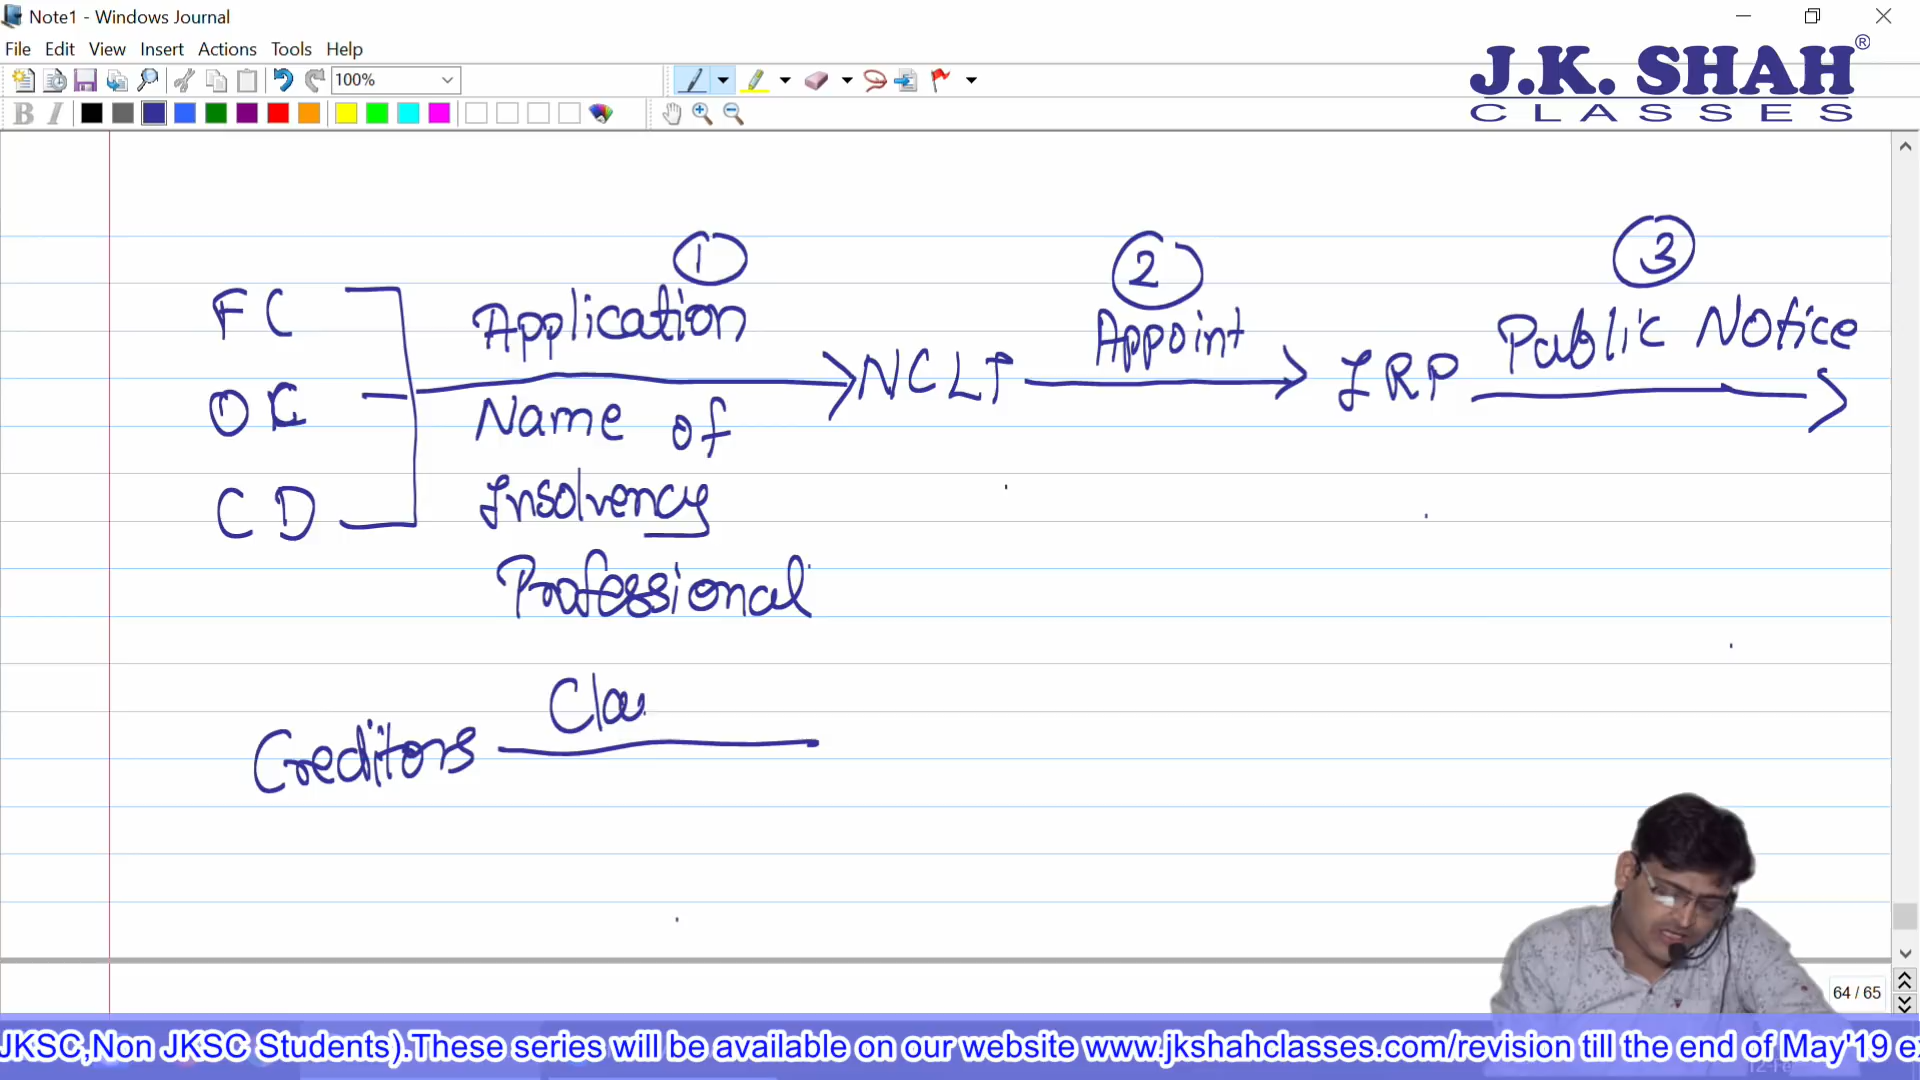 Note1 - Windows Journal
File Edit View Insert Actions Tools Help
100%
J.K. SHAH®
CLASSES
1 2 3
FC Application Appoint Public Notice
OC NCLT IRP
Name of
CD Insolvency
Professional
Creditors Cla
64 / 65
JKSC,Non JKSC Students).These series will be available on our website www.jkshahclasses.com/revision till the end of May'19 e